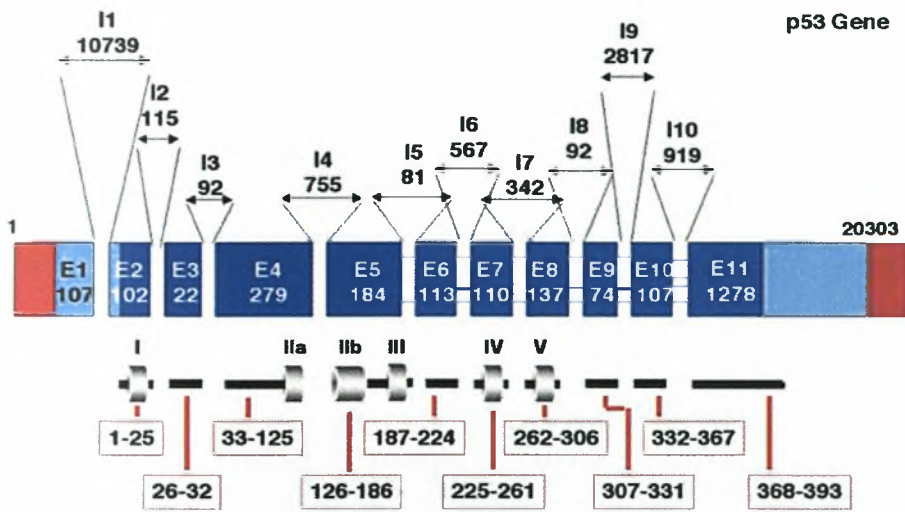 p53 Gene
I1
10739
I2
115
I3
92
I4
755
I5
81
I6
567
I7
342
I8
92
I9
2817
I10
919
1
20303
E1 E2 E3 E4 E5 E6 E7 E8 E9 E10 E11
107 102 22 279 184 113 110 137 74 107 1278
I IIa IIb III IV V
1-25 33-125 187-224 262-306 332-367
26-32 126-186 225-261 307-331 368-393